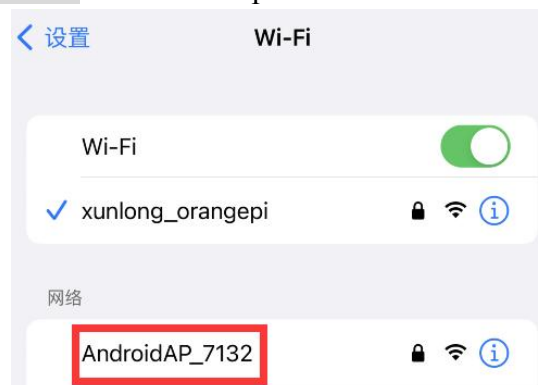 设置
Wi-Fi
Wi-Fi
xunlong_orangepi
网络
AndroidAP_7132